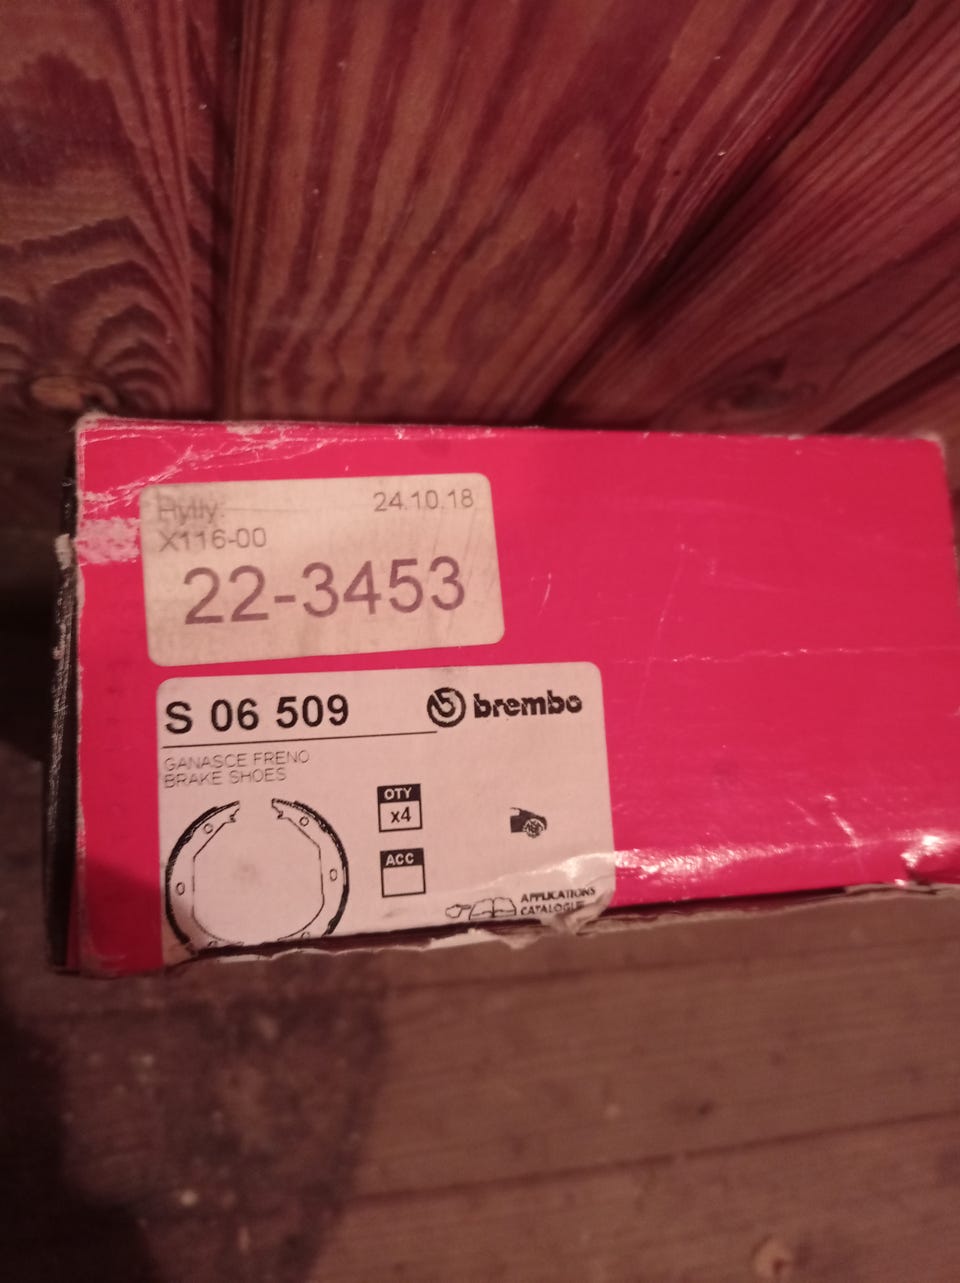 Hylly: 24.10.18
X116-00
22-3453
S 06 509 brembo
GANASCE FRENO
BRAKE SHOES
OTY
x4
ACC
APPLICATIONS
CATALOGUE